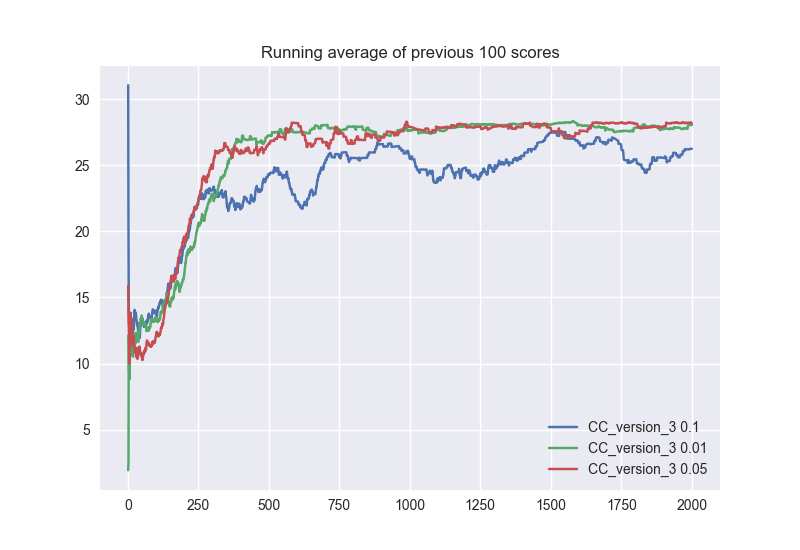 Running average of previous 100 scores
30
25
20
15
10
5
0 250 500 750 1000 1250 1500 1750 2000
CC_version_3 0.1
CC_version_3 0.01
CC_version_3 0.05